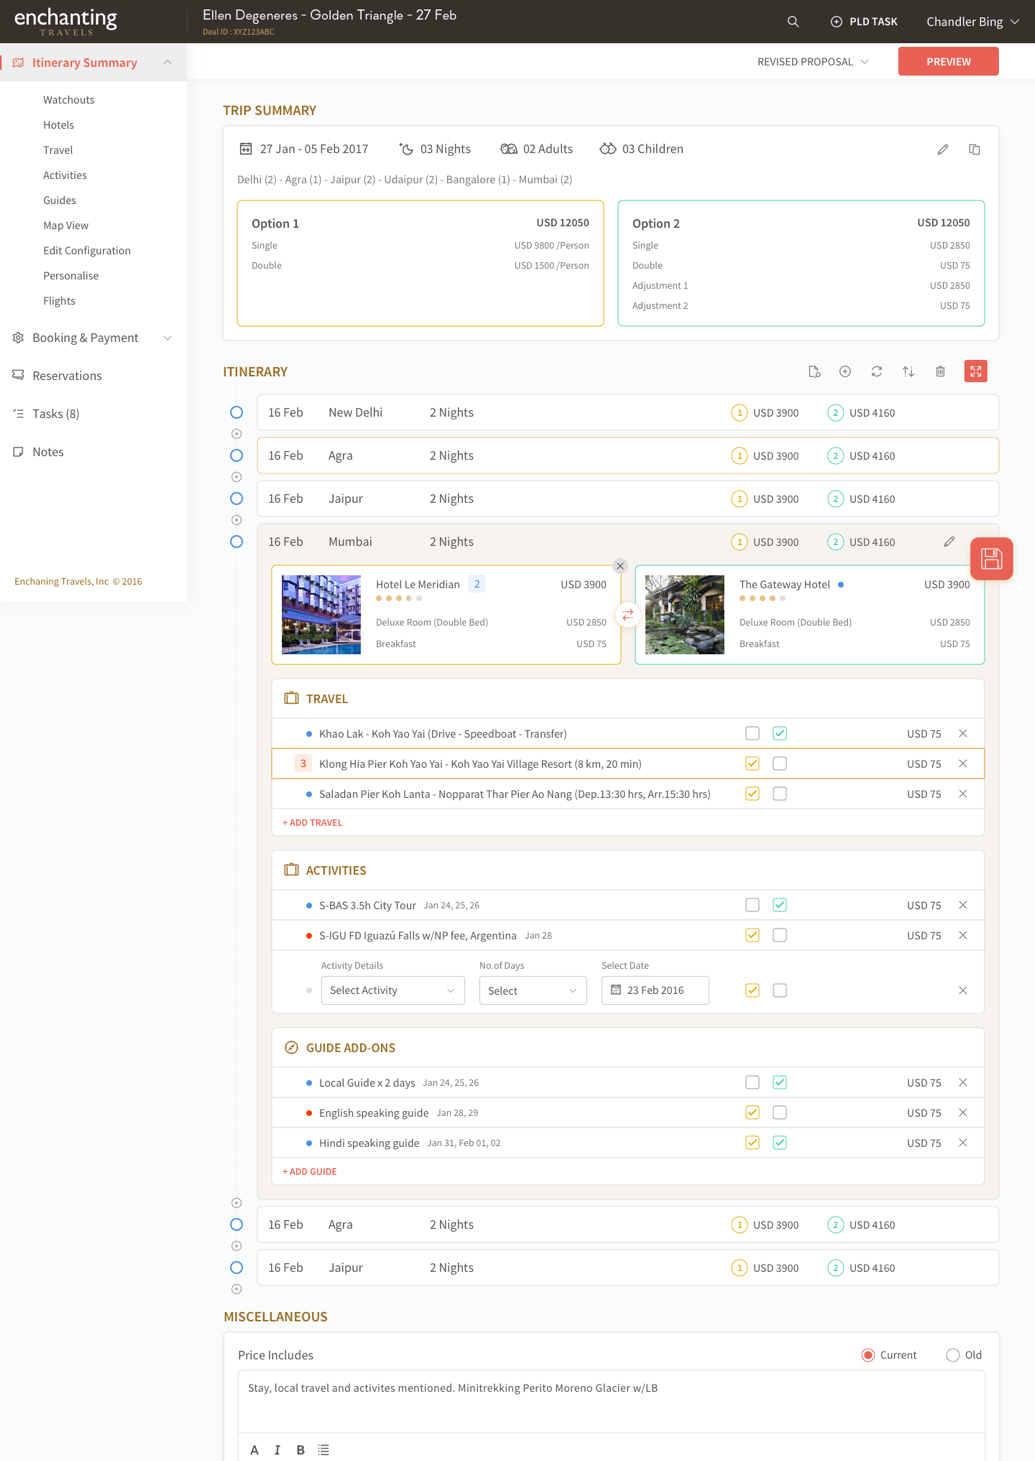 enchanting
TRAVELS
Ellen Degeneres - Golden Triangle - 27 Feb
Deal ID : XYZ123ABC
PLD TASK
Chandler Bing
Itinerary Summary
Watchouts
Hotels
Travel
Activities
Guides
Map View
Edit Configuration
Personalise
Flights
Booking & Payment
Reservations
Tasks (8)
Notes
Enchaning Travels, Inc © 2016
REVISED PROPOSAL
PREVIEW
TRIP SUMMARY
27 Jan - 05 Feb 2017 03 Nights 02 Adults 03 Children
Delhi (2) - Agra (1) - Jaipur (2) - Udaipur (2) - Bangalore (1) - Mumbai (2)
Option 1 USD 12050
Single USD 9800 /Person
Double USD 1500 /Person
Option 2 USD 12050
Single USD 2850
Double USD 75
Adjustment 1 USD 2850
Adjustment 2 USD 75
ITINERARY
16 Feb New Delhi 2 Nights 1 USD 3900 2 USD 4160
16 Feb Agra 2 Nights 1 USD 3900 2 USD 4160
16 Feb Jaipur 2 Nights 1 USD 3900 2 USD 4160
16 Feb Mumbai 2 Nights 1 USD 3900 2 USD 4160
Hotel Le Meridian 2 USD 3900
Deluxe Room (Double Bed) USD 2850
Breakfast USD 75
The Gateway Hotel USD 3900
Deluxe Room (Double Bed) USD 2850
Breakfast USD 75
TRAVEL
Khao Lak - Koh Yao Yai (Drive - Speedboat - Transfer) USD 75
3 Klong Hia Pier Koh Yao Yai - Koh Yao Yai Village Resort (8 km, 20 min) USD 75
Saladan Pier Koh Lanta - Nopparat Thar Pier Ao Nang (Dep.13:30 hrs, Arr.15:30 hrs) USD 75
+ ADD TRAVEL
ACTIVITIES
S-BAS 3.5h City Tour Jan 24, 25, 26 USD 75
S-IGU FD Iguazú Falls w/NP fee, Argentina Jan 28 USD 75
Activity Details No.of Days Select Date
Select Activity Select 23 Feb 2016
GUIDE ADD-ONS
Local Guide x 2 days Jan 24, 25, 26 USD 75
English speaking guide Jan 28, 29 USD 75
Hindi speaking guide Jan 31, Feb 01, 02 USD 75
+ ADD GUIDE
16 Feb Agra 2 Nights 1 USD 3900 2 USD 4160
16 Feb Jaipur 2 Nights 1 USD 3900 2 USD 4160
MISCELLANEOUS
Price Includes Current Old
Stay, local travel and activites mentioned. Minitrekking Perito Moreno Glacier w/LB
A I B